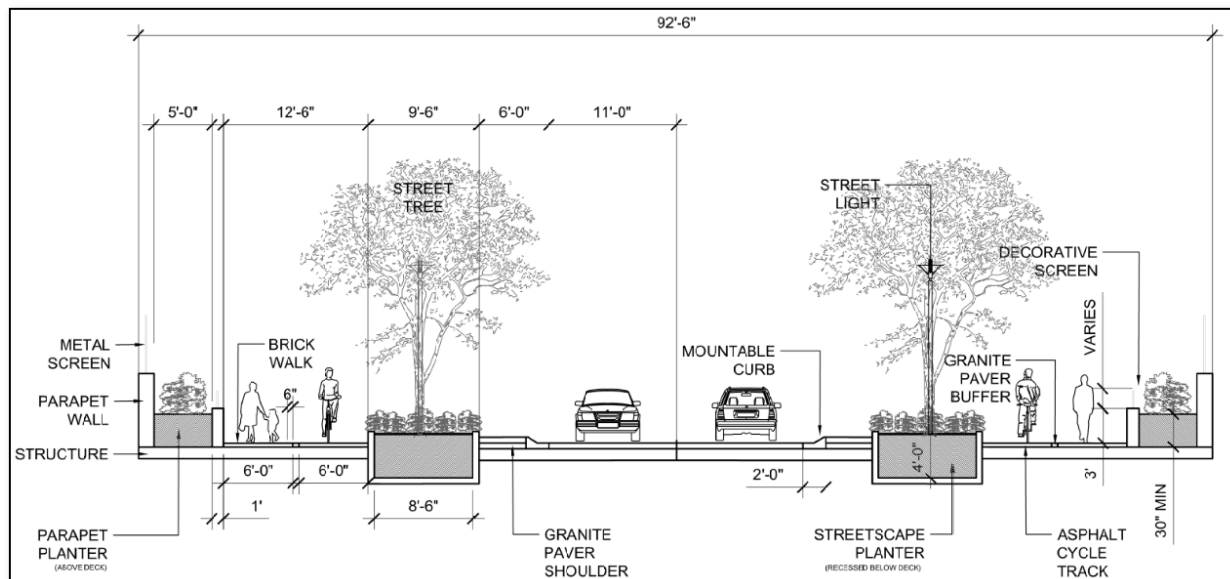 92'-6"
5'-0"
12'-6"
9'-6"
6'-0"
11'-0"
STREET
TREE
STREET
LIGHT
DECORATIVE
SCREEN
METAL
SCREEN
BRICK
WALK
6"
MOUNTABLE
CURB
GRANITE
PAVER
BUFFER
VARIES
PARAPET
WALL
STRUCTURE
6'-0"
6'-0"
4'-0"
2'-0"
3'
1'
8'-6"
30" MIN
PARAPET
PLANTER
(ABOVE DECK)
GRANITE
PAVER
SHOULDER
STREETSCAPE
PLANTER
(RECESSED BELOW DECK)
ASPHALT
CYCLE
TRACK